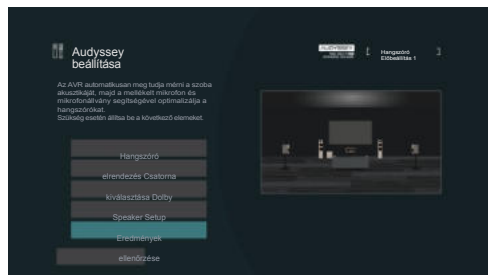 Audyssey
beállítása
AUDYSSEY
Hangszóró
Előbeállítás 1
Az AVR automatikusan meg tudja mérni a szoba
akusztikáját, majd a mellékelt mikrofon és
mikrofonállvány segítségével optimalizálja a
hangszórókat.
Szükség esetén állítsa be a következő elemeket.
Hangszóró
elrendezés Csatorna
kiválasztása Dolby
Speaker Setup
Eredmények
ellenőrzése